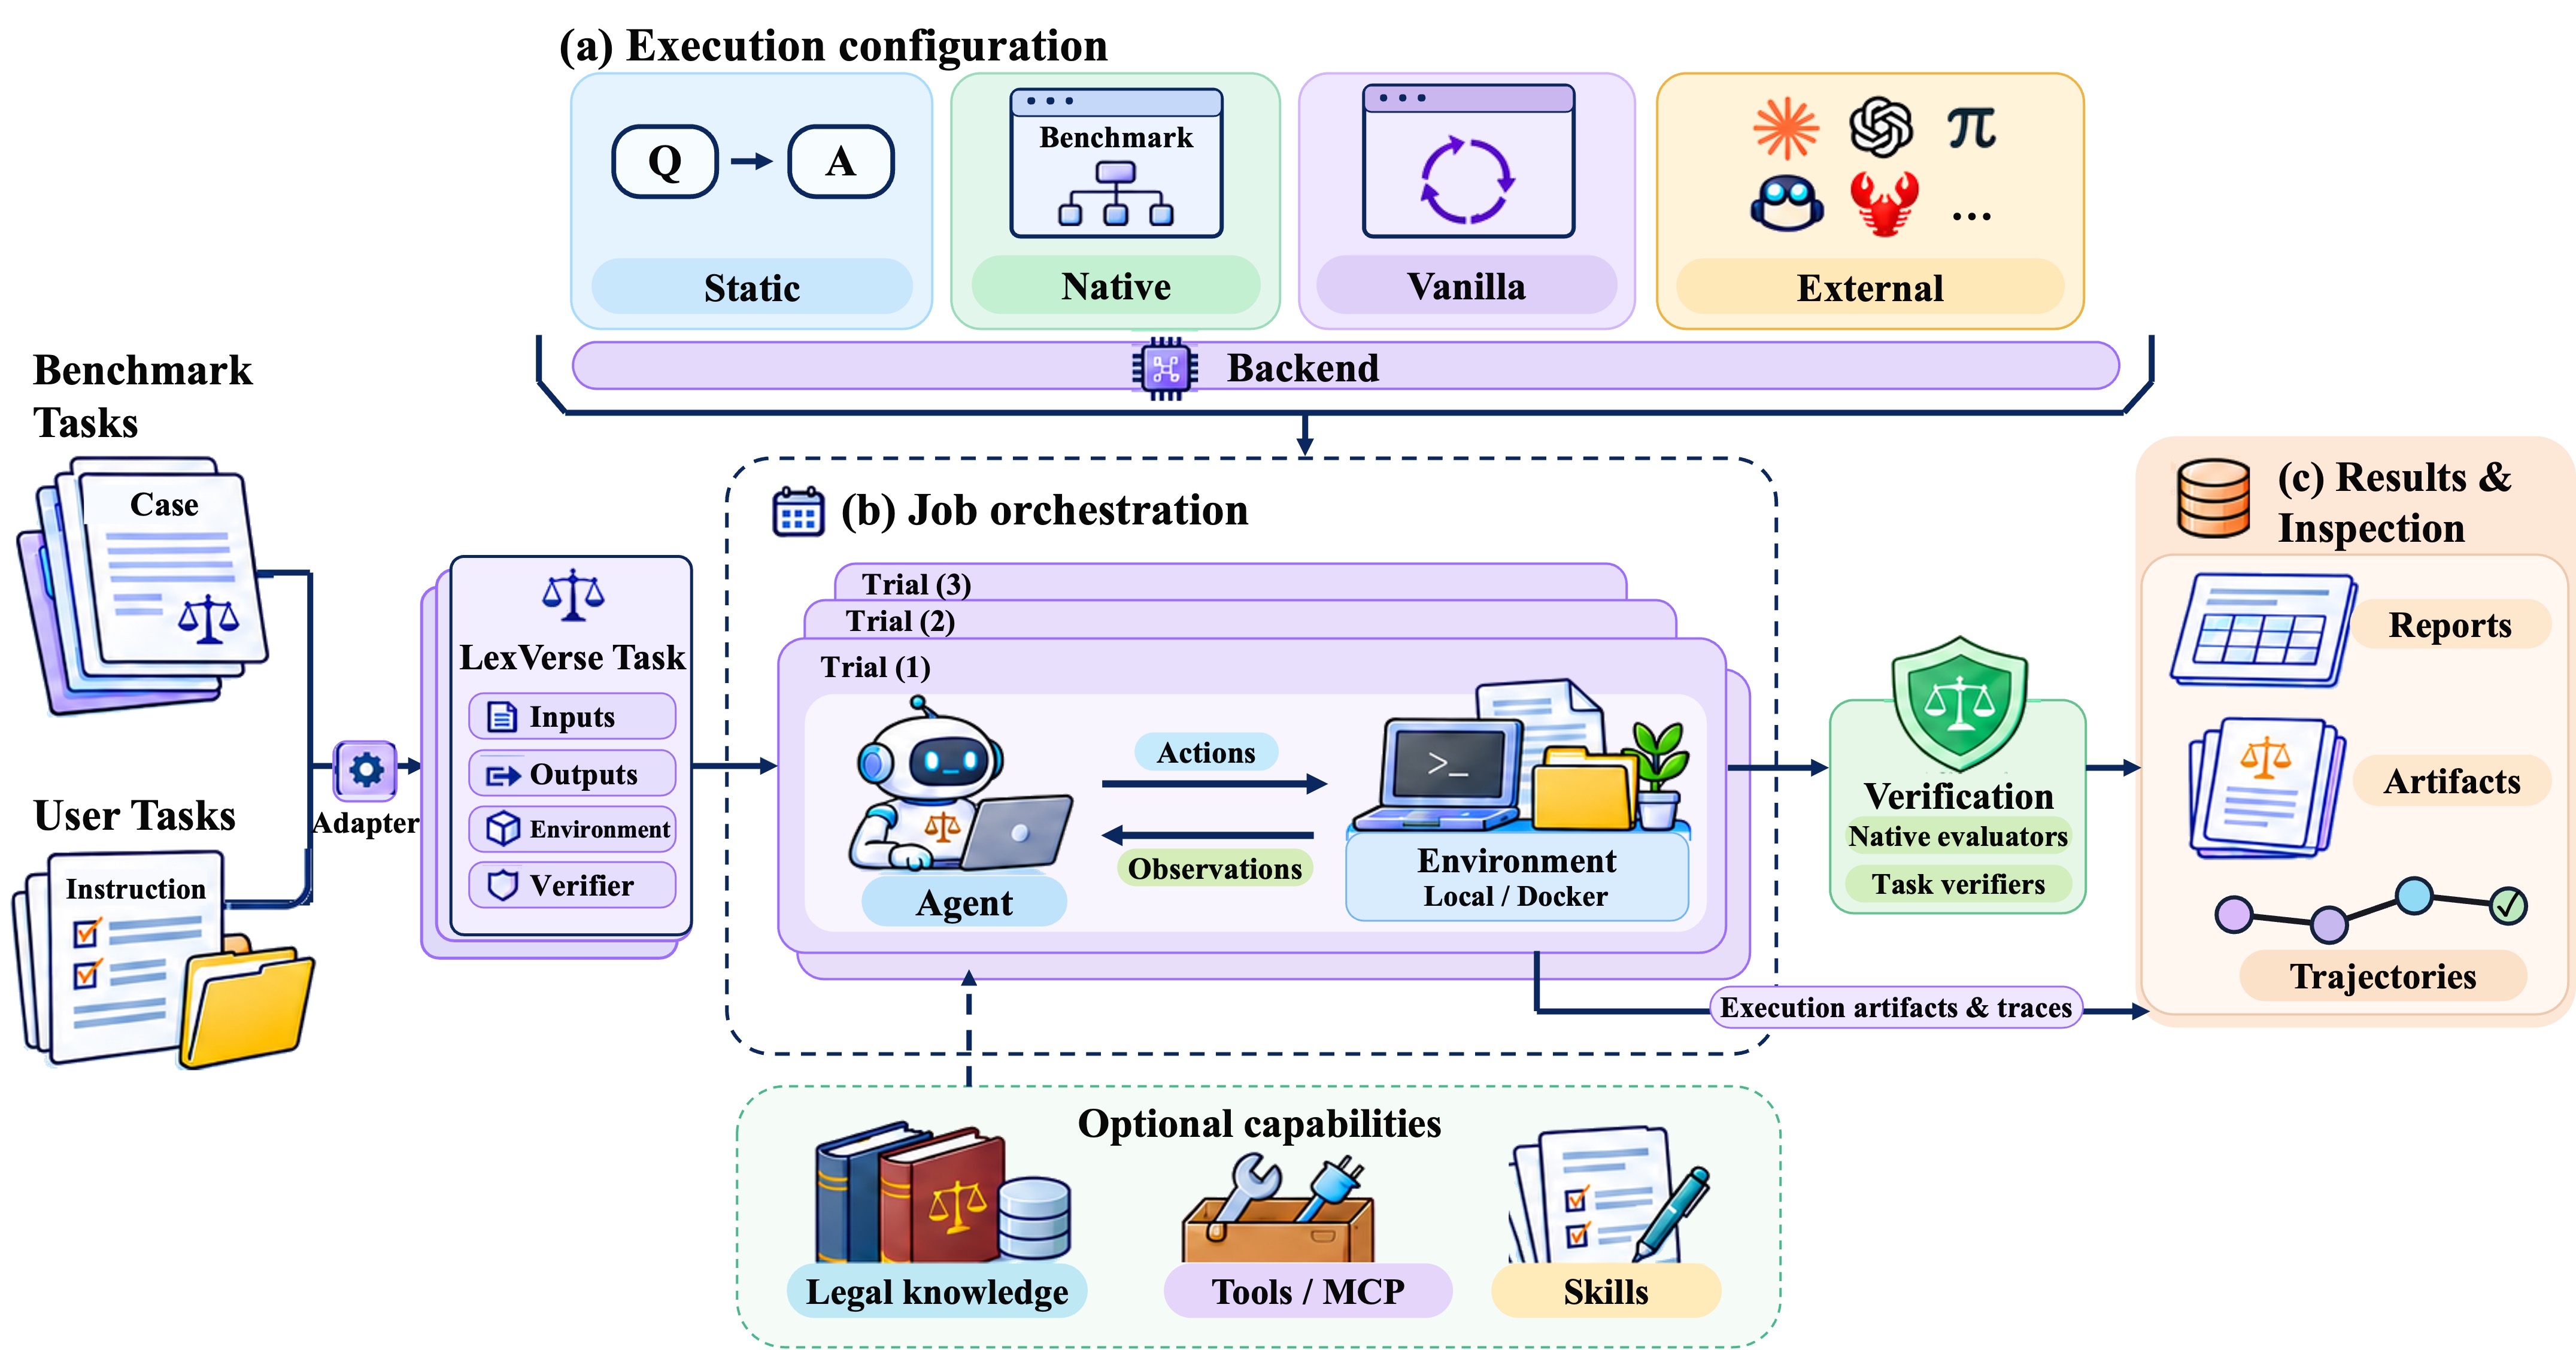 (a) Execution configuration
Q
A
Static
Benchmark
Native
Vanilla
π
...
External
Backend
Benchmark
Tasks
Case
User Tasks
Instruction
Adapter
LexVerse Task
Inputs
Outputs
Environment
Verifier
(b) Job orchestration
Trial (3)
Trial (2)
Trial (1)
Agent
Actions
Observations
>_
Environment
Local / Docker
Verification
Native evaluators
Task verifiers
Execution artifacts & traces
(c) Results &
Inspection
Reports
Artifacts
Trajectories
Optional capabilities
Legal knowledge
Tools / MCP
Skills